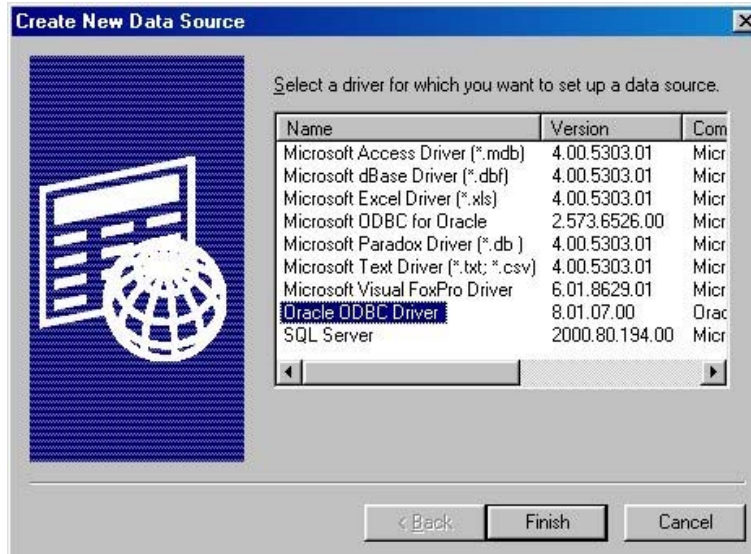 Create New Data Source
Select a driver for which you want to set up a data source.
Name Version Com
Microsoft Access Driver (*.mdb) 4.00.5303.01 Micr
Microsoft dBase Driver (*.dbf) 4.00.5303.01 Micr
Microsoft Excel Driver (*.xls) 4.00.5303.01 Micr
Microsoft ODBC for Oracle 2.573.6526.00 Micr
Microsoft Paradox Driver (*.db ) 4.00.5303.01 Micr
Microsoft Text Driver (*.txt; *.csv) 4.00.5303.01 Micr
Microsoft Visual FoxPro Driver 6.01.8629.01 Micr
Oracle ODBC Driver 8.01.07.00 Orac
SQL Server 2000.80.194.00 Micr
< Back Finish Cancel